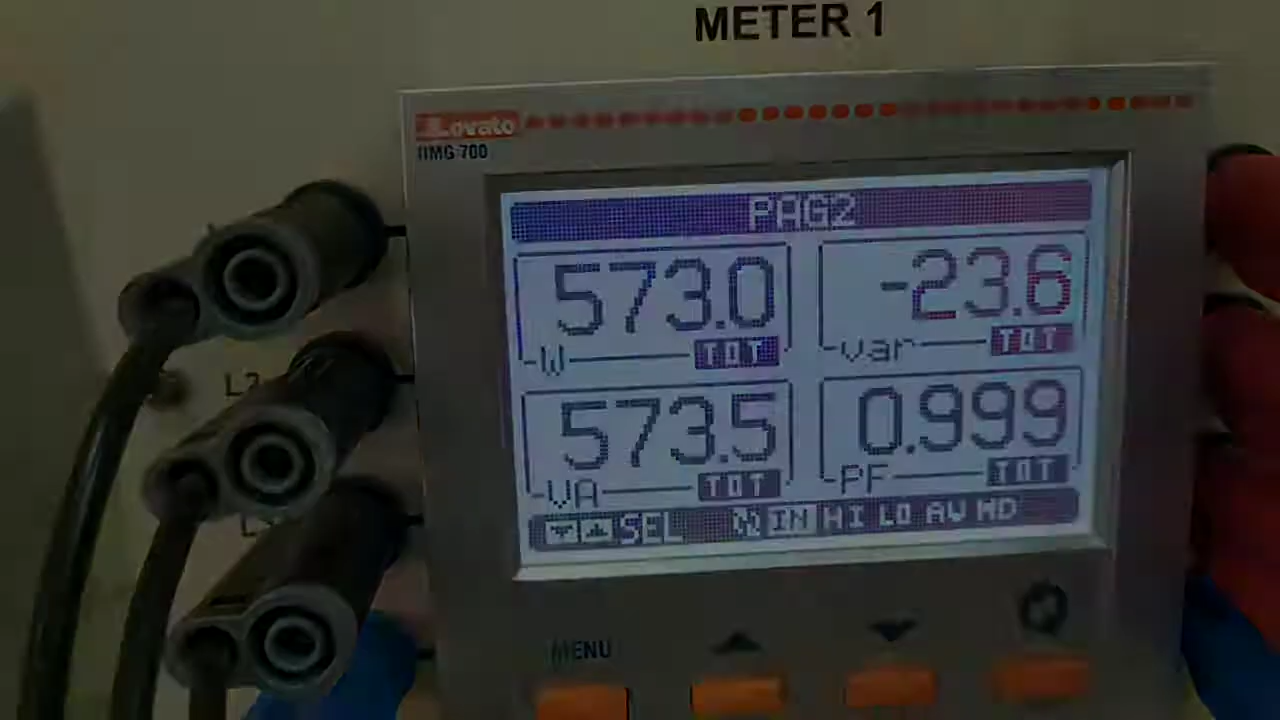 METER 1
Lovato
DMG 700
PAG2
573.0
-23.6
W TOT
var TOT
573.5
0.999
VA TOT
PF TOT
SEL IN HI LO AV MD
L2
MENU